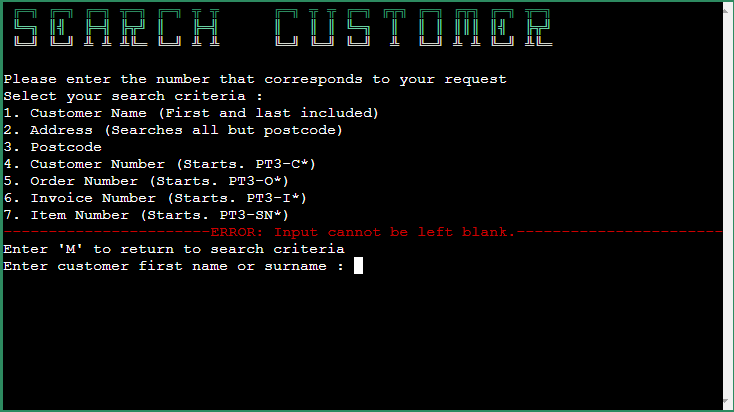 SEARCH CUSTOMER
Please enter the number that corresponds to your request
Select your search criteria :
1. Customer Name (First and last included)
2. Address (Searches all but postcode)
3. Postcode
4. Customer Number (Starts. PT3-C*)
5. Order Number (Starts. PT3-O*)
6. Invoice Number (Starts. PT3-I*)
7. Item Number (Starts. PT3-SN*)
-----------------------ERROR: Input cannot be left blank.-----------------------
Enter 'M' to return to search criteria
Enter customer first name or surname :